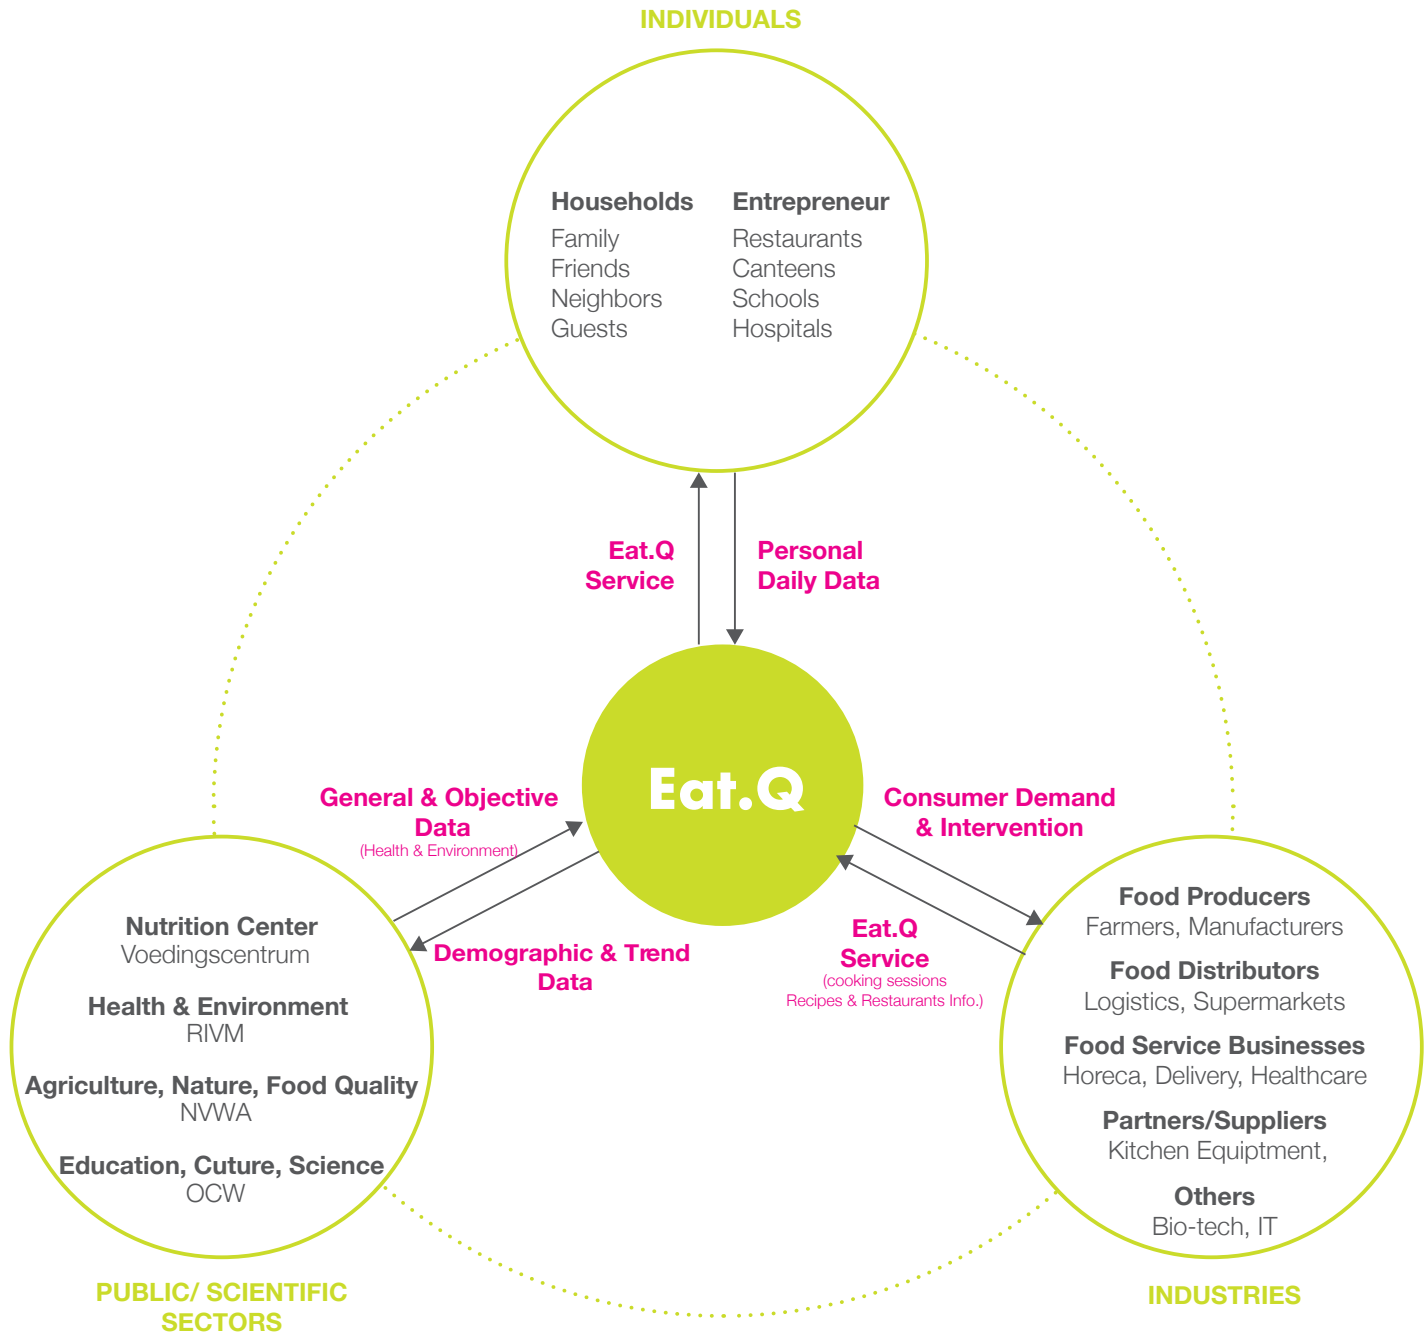 INDIVIDUALS
Households
Family
Friends
Neighbors
Guests
Entrepreneur
Restaurants
Canteens
Schools
Hospitals
Eat.Q
Service
Personal
Daily Data
Eat.Q
General & Objective
Data
(Health & Environment)
Demographic & Trend
Data
Consumer Demand
& Intervention
Eat.Q
Service
(cooking sessions
Recipes & Restaurants Info.)
Nutrition Center
Voedingscentrum
Health & Environment
RIVM
Agriculture, Nature, Food Quality
NVWA
Education, Cuture, Science
OCW
PUBLIC/ SCIENTIFIC
SECTORS
Food Producers
Farmers, Manufacturers
Food Distributors
Logistics, Supermarkets
Food Service Businesses
Horeca, Delivery, Healthcare
Partners/Suppliers
Kitchen Equiptment,
Others
Bio-tech, IT
INDUSTRIES